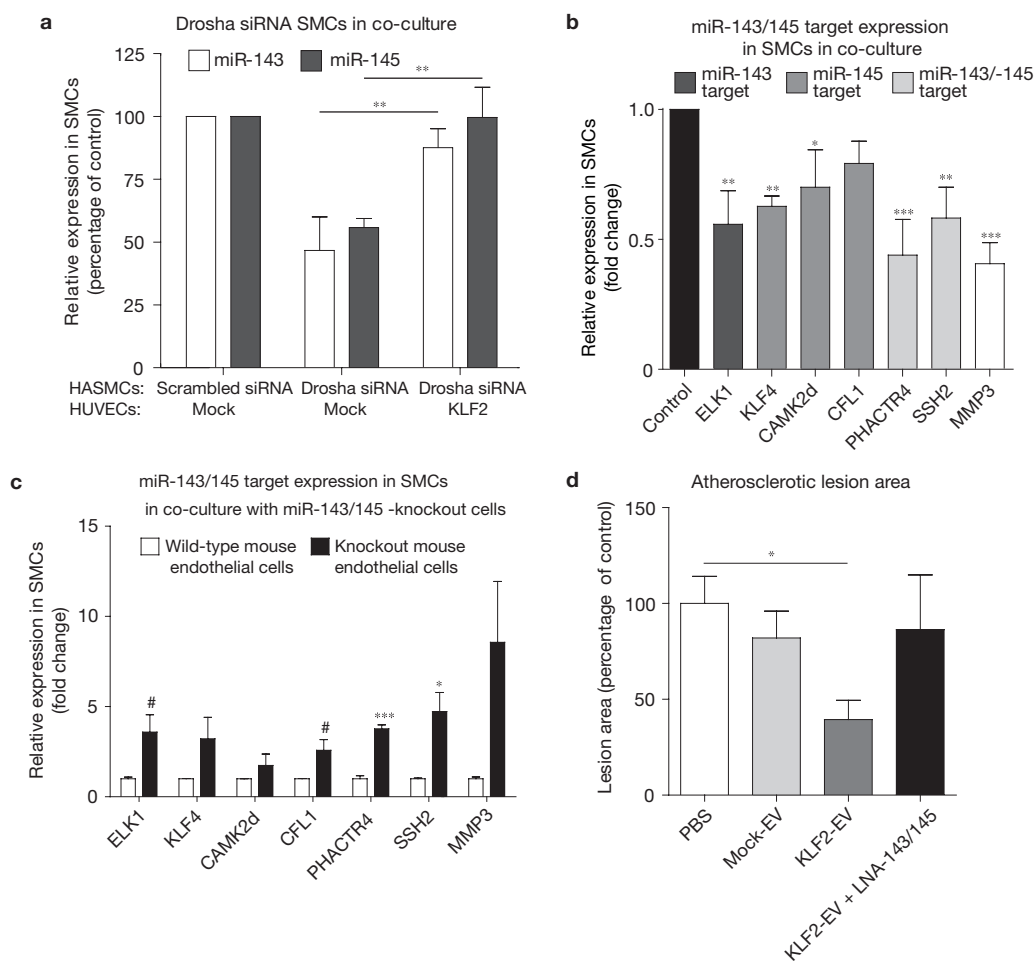 a
Drosha siRNA SMCs in co-culture
miR-143 miR-145
Relative expression in SMCs
(percentage of control)
125
100
75
50
25
0
**
**
HASMCs: Scrambled siRNA Drosha siRNA Drosha siRNA
HUVECs: Mock Mock KLF2
b
miR-143/145 target expression
in SMCs in co-culture
miR-143 target
miR-145 target
miR-143/-145 target
Relative expression in SMCs
(fold change)
1.0
0.5
0
**
**
*
***
**
***
Control
ELK1
KLF4
CAMK2d
CFL1
PHACTR4
SSH2
MMP3
c
miR-143/145 target expression in SMCs
in co-culture with miR-143/145 -knockout cells
Wild-type mouse endothelial cells
Knockout mouse endothelial cells
Relative expression in SMCs
(fold change)
15
10
5
0
#
#
***
*
ELK1
KLF4
CAMK2d
CFL1
PHACTR4
SSH2
MMP3
d
Atherosclerotic lesion area
Lesion area (percentage of control)
150
100
50
0
*
PBS
Mock-EV
KLF2-EV
KLF2-EV + LNA-143/145